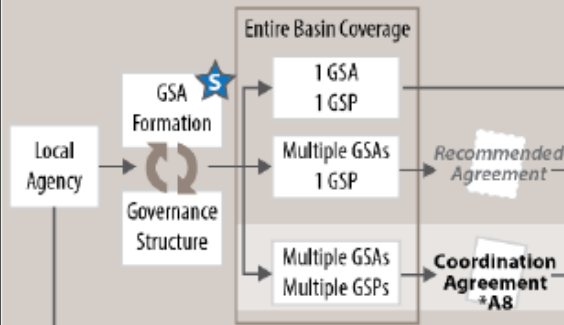 Entire Basin Coverage
S
GSA
Formation
1 GSA
1 GSP
Local
Agency
Multiple GSAs
1 GSP
Recommended
Agreement
Governance
Structure
Multiple GSAs
Multiple GSPs
Coordination
Agreement
*A8